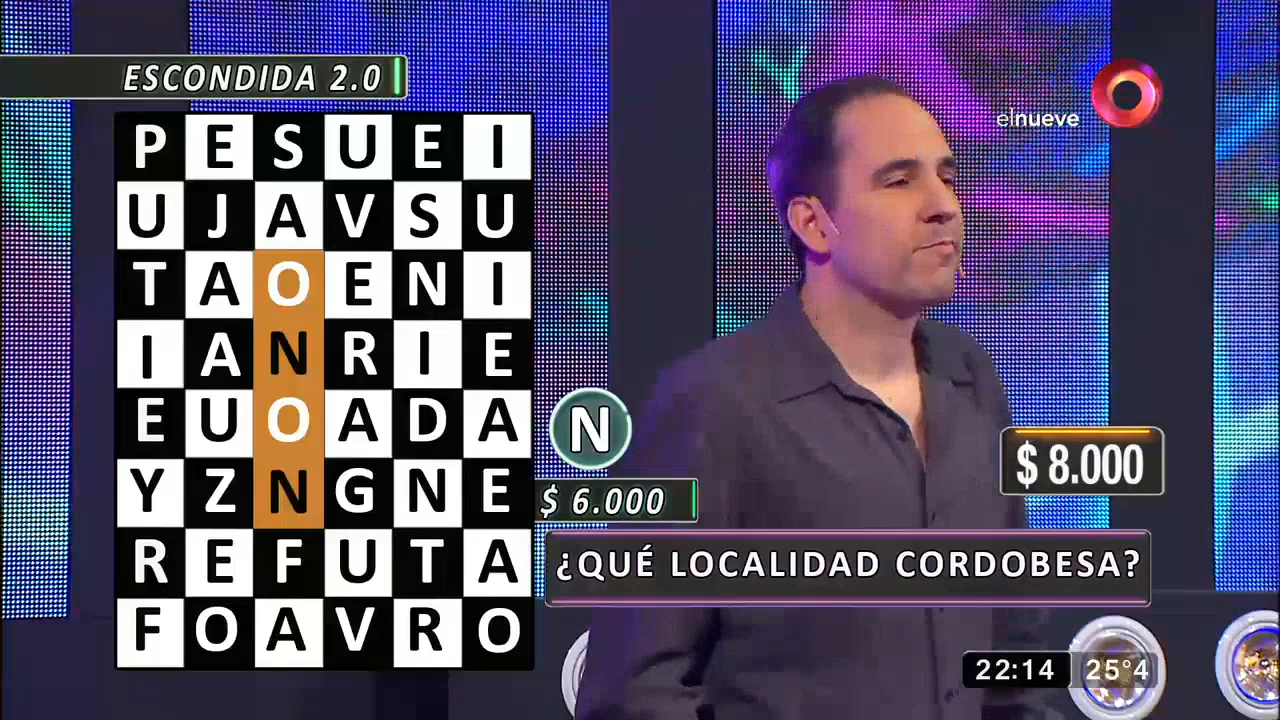 ESCONDIDA 2.0
elnueve
P E S U E I
U J A V S U
T A O E N I
I A N R I E
E U O A D A
Y Z N G N E
R E F U T A
F O A V R O
N
$ 8.000
$ 6.000
¿QUÉ LOCALIDAD CORDOBESA?
22:14 25°4